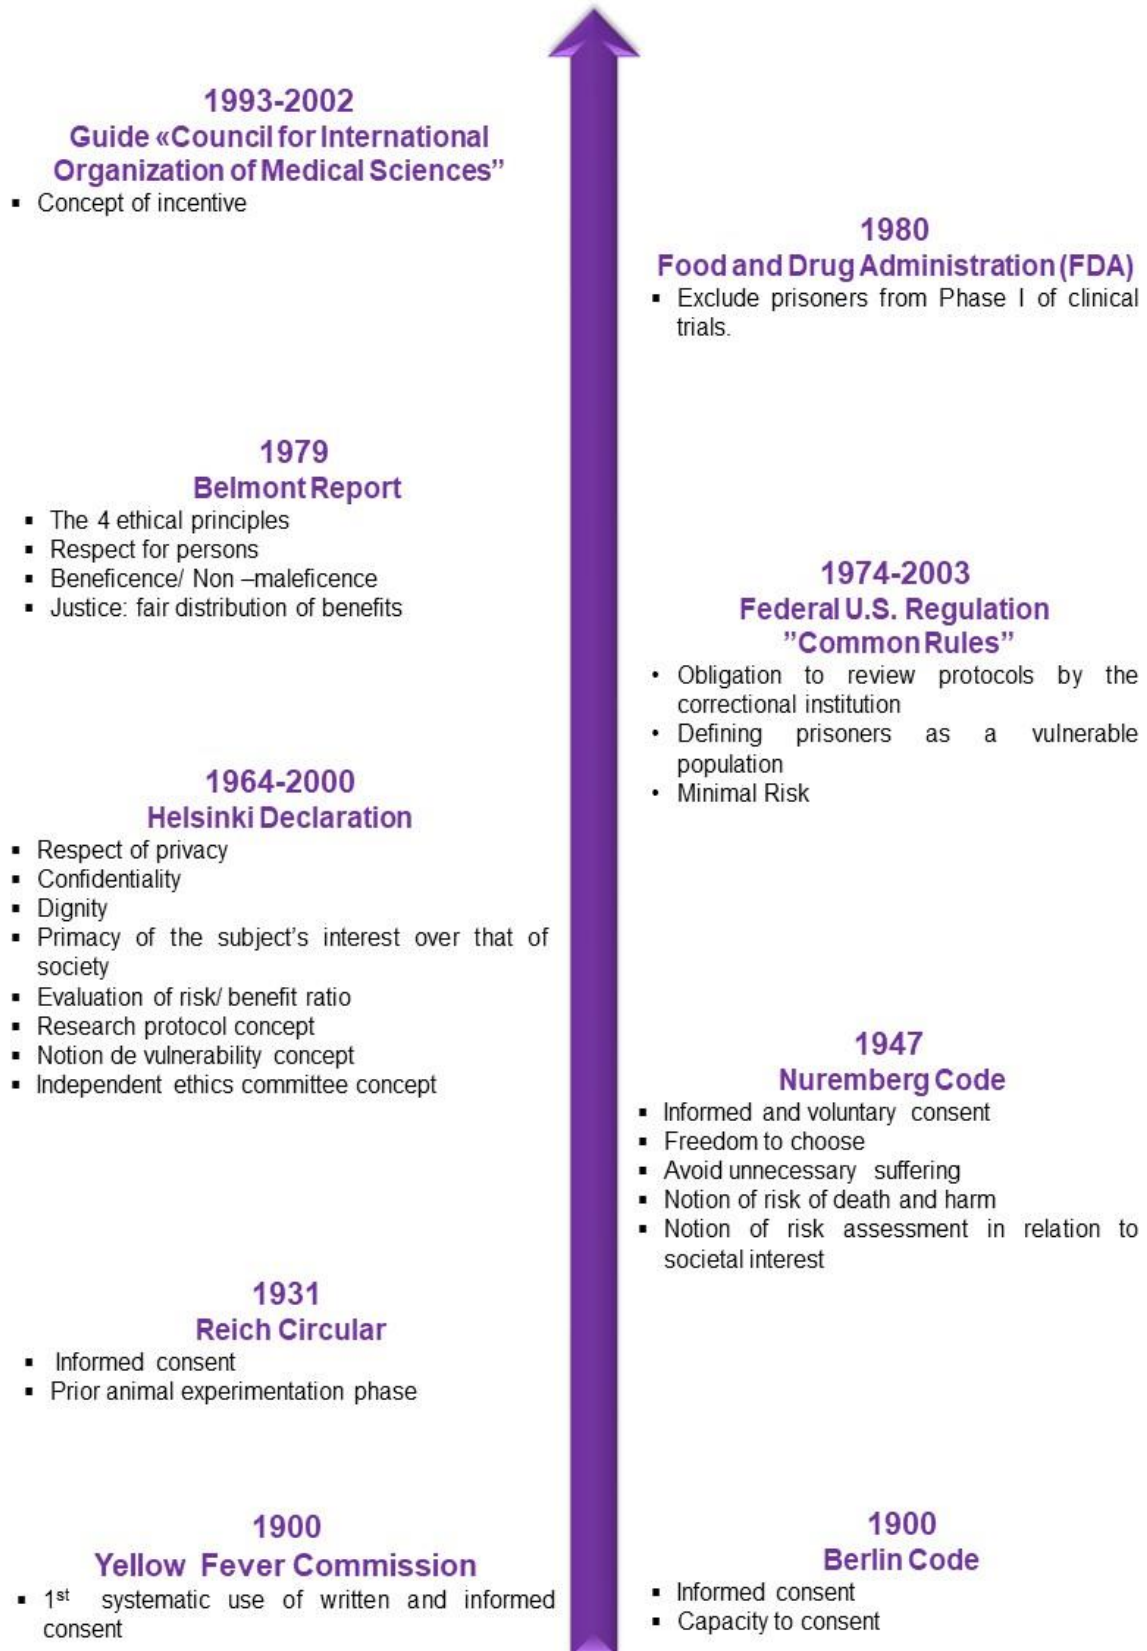 1993-2002
Guide «Council for International
Organization of Medical Sciences”
▪ Concept of incentive
1980
Food and Drug Administration (FDA)
▪ Exclude prisoners from Phase I of clinical
trials.
1979
Belmont Report
▪ The 4 ethical principles
▪ Respect for persons
▪ Beneficence/ Non –maleficence
▪ Justice: fair distribution of benefits
1974-2003
Federal U.S. Regulation
”Common Rules”
• Obligation to review protocols by the
correctional institution
• Defining prisoners as a vulnerable
population
• Minimal Risk
1964-2000
Helsinki Declaration
▪ Respect of privacy
▪ Confidentiality
▪ Dignity
▪ Primacy of the subject’s interest over that of
society
▪ Evaluation of risk/ benefit ratio
▪ Research protocol concept
▪ Notion de vulnerability concept
▪ Independent ethics committee concept
1947
Nuremberg Code
▪ Informed and voluntary consent
▪ Freedom to choose
▪ Avoid unnecessary suffering
▪ Notion of risk of death and harm
▪ Notion of risk assessment in relation to
societal interest
1931
Reich Circular
▪ Informed consent
▪ Prior animal experimentation phase
1900
Yellow Fever Commission
▪ 1st systematic use of written and informed
consent
1900
Berlin Code
▪ Informed consent
▪ Capacity to consent